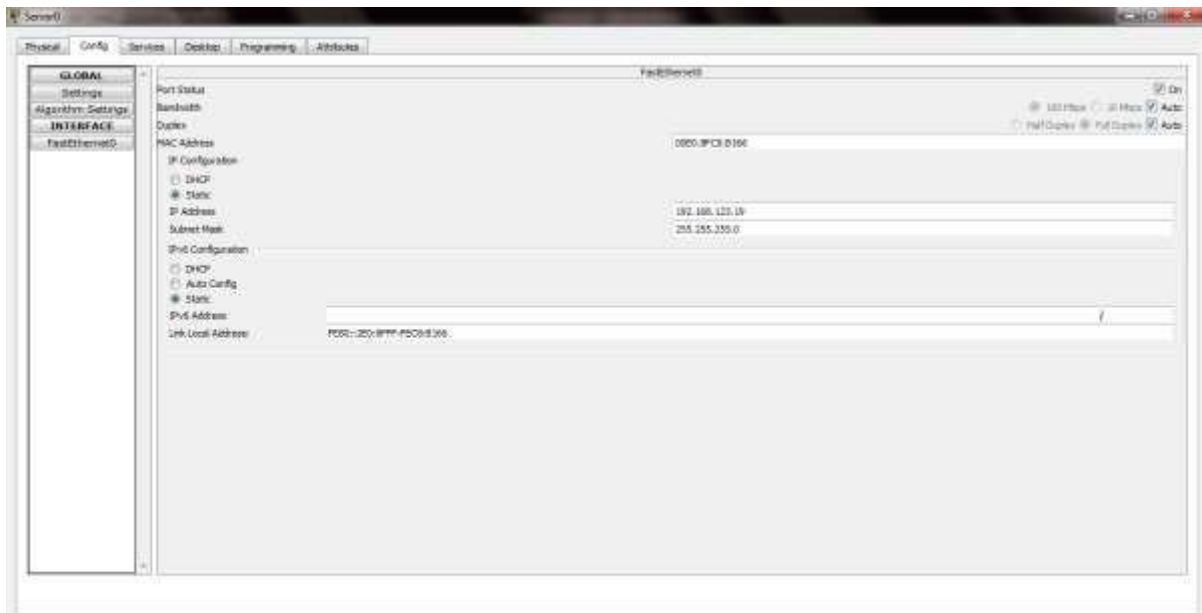 Server0
Physical Config Services Desktop Programming Attributes
GLOBAL
Settings
Algorithm Settings
INTERFACE
FastEthernet0
FastEthernet0
Port Status On
Bandwidth 100 Mbps 10 Mbps Auto
Duplex Half Duplex Full Duplex Auto
MAC Address
IP Configuration
DHCP
Static
IP Address 192.168.123.19
Subnet Mask 255.255.255.0
IPv6 Configuration
DHCP
Auto Config
Static
IPv6 Address /
Link Local Address